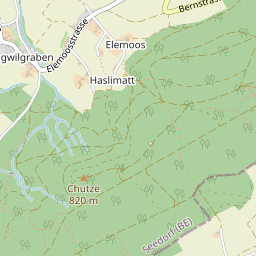 Bernstras
Elemoosstrasse
Elemoos
gwilgraben
Haslimatt
Chutze
820 m
Seedorf (BE)